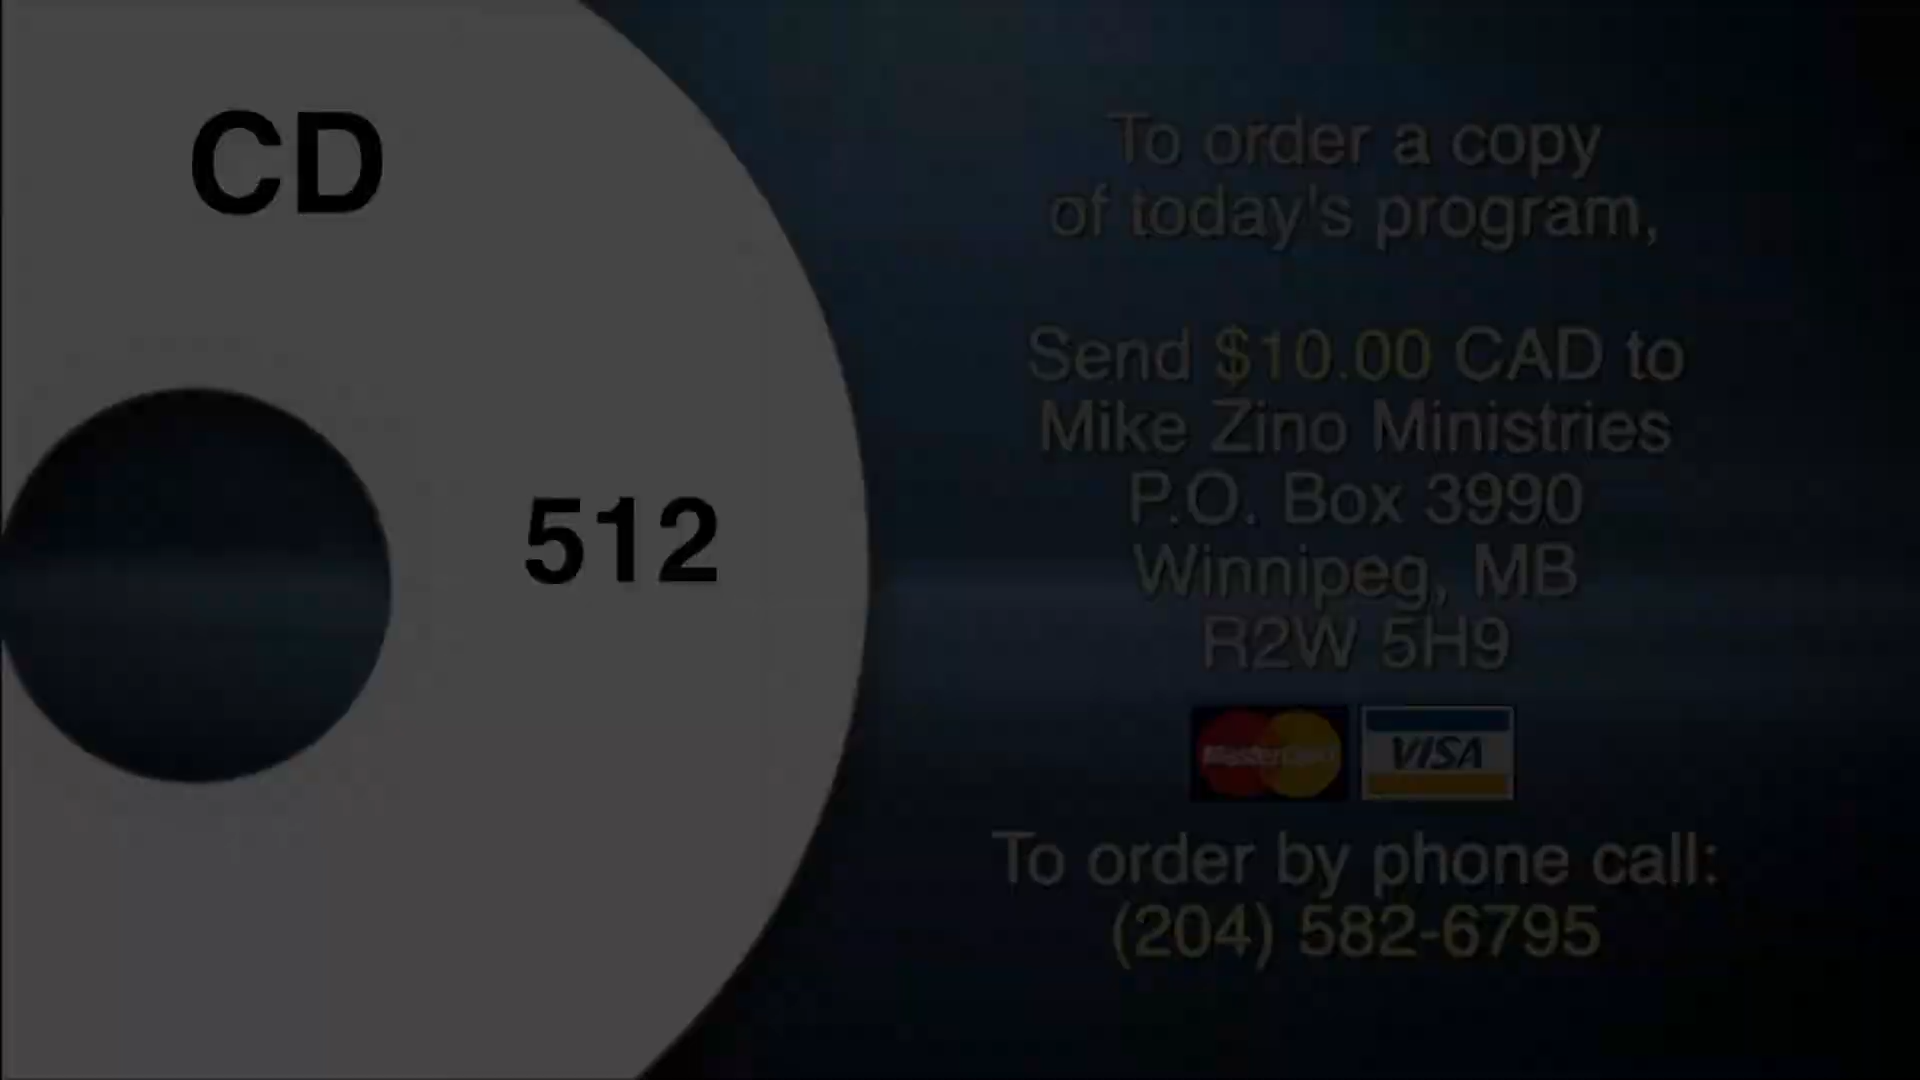 CD
512
To order a copy
of today's program,
Send $10.00 CAD to
Mike Zino Ministries
P.O. Box 3990
Winnipeg, MB
R2W 5H9
MasterCard
VISA
To order by phone call:
(204) 582-6795